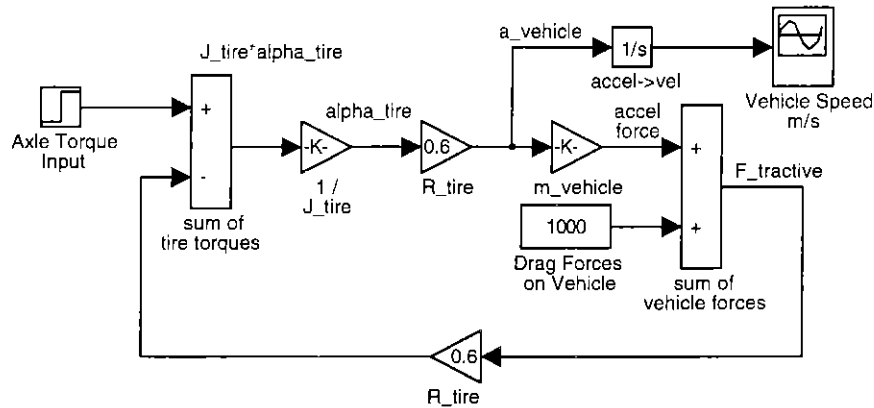 a_vehicle
J_tire*alpha_tire
1/s
accel->vel
Vehicle Speed
m/s
+
Axle Torque
Input
-
sum of
tire torques
alpha_tire
-K-
1 /
J_tire
0.6
R_tire
-K-
m_vehicle
accel
force
+
F_tractive
1000
Drag Forces
on Vehicle
+
sum of
vehicle forces
0.6
R_tire